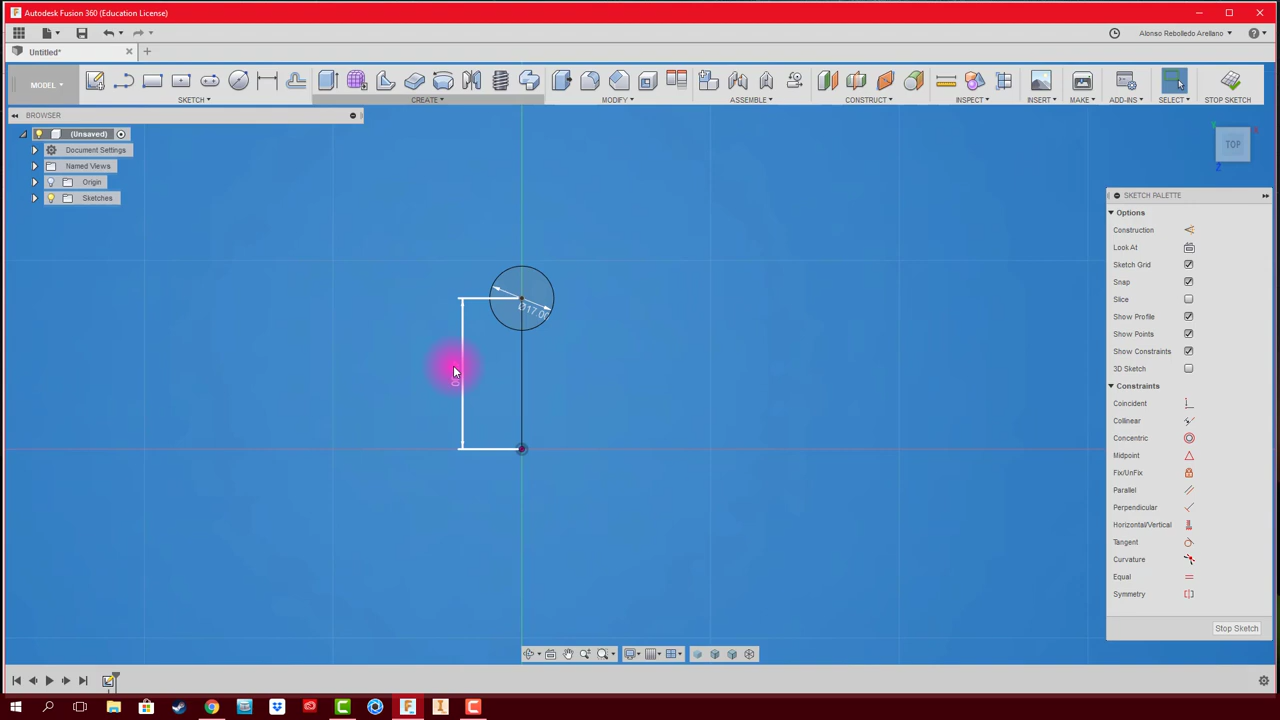 Autodesk Fusion 360 (Education License)
Alonso Rebolledo Arellano
Untitled*
MODEL
SKETCH
CREATE
MODIFY
ASSEMBLE
CONSTRUCT
INSPECT
INSERT
MAKE
ADD-INS
SELECT
STOP SKETCH
BROWSER
(Unsaved)
Document Settings
Named Views
Origin
Sketches
TOP
SKETCH PALETTE
Options
Construction
Look At
Sketch Grid
Snap
Slice
Show Profile
Show Points
Show Constraints
3D Sketch
Constraints
Coincident
Collinear
Concentric
Midpoint
Fix/UnFix
Parallel
Perpendicular
Horizontal/Vertical
Tangent
Curvature
Equal
Symmetry
Stop Sketch
Ø17.00